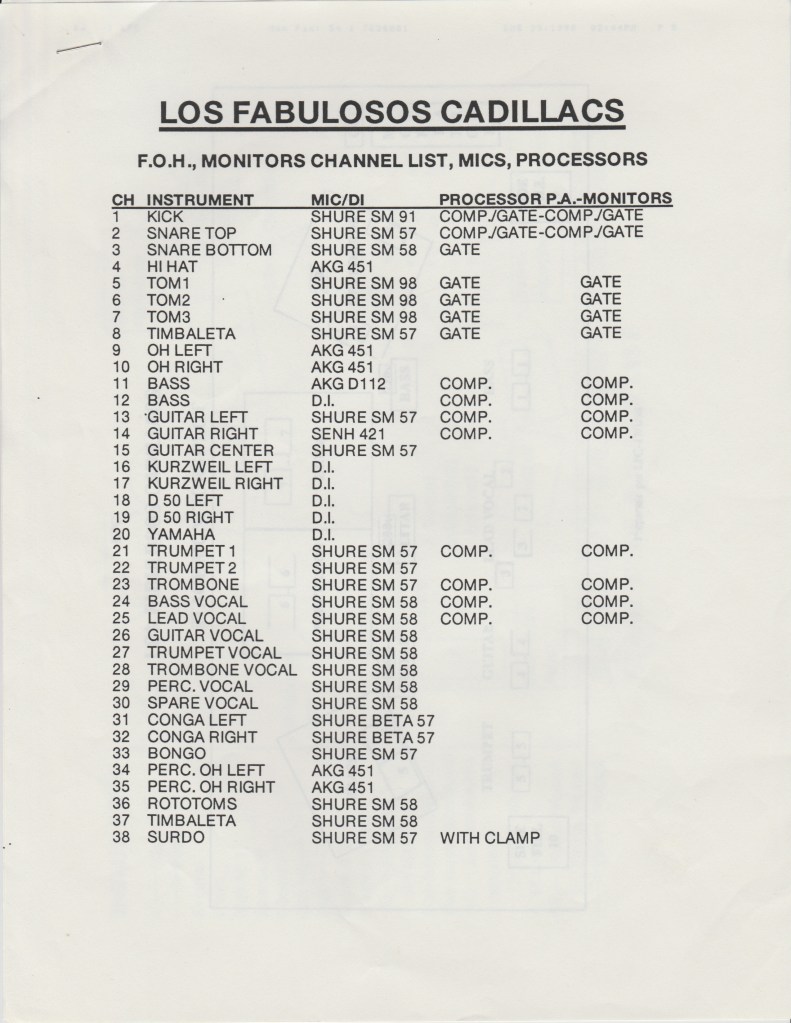 LOS FABULOSOS CADILLACS
F.O.H., MONITORS CHANNEL LIST, MICS, PROCESSORS
CH INSTRUMENT MIC/DI PROCESSOR P.A.-MONITORS
1 KICK SHURE SM 91 COMP./GATE-COMP./GATE
2 SNARE TOP SHURE SM 57 COMP./GATE-COMP./GATE
3 SNARE BOTTOM SHURE SM 58 GATE
4 HI HAT AKG 451
5 TOM1 SHURE SM 98 GATE GATE
6 TOM2 SHURE SM 98 GATE GATE
7 TOM3 SHURE SM 98 GATE GATE
8 TIMBALETA SHURE SM 57 GATE GATE
9 OH LEFT AKG 451
10 OH RIGHT AKG 451
11 BASS AKG D112 COMP. COMP.
12 BASS D.I. COMP. COMP.
13 GUITAR LEFT SHURE SM 57 COMP. COMP.
14 GUITAR RIGHT SENH 421 COMP. COMP.
15 GUITAR CENTER SHURE SM 57
16 KURZWEIL LEFT D.I.
17 KURZWEIL RIGHT D.I.
18 D 50 LEFT D.I.
19 D 50 RIGHT D.I.
20 YAMAHA D.I.
21 TRUMPET 1 SHURE SM 57 COMP. COMP.
22 TRUMPET 2 SHURE SM 57
23 TROMBONE SHURE SM 57 COMP. COMP.
24 BASS VOCAL SHURE SM 58 COMP. COMP.
25 LEAD VOCAL SHURE SM 58 COMP. COMP.
26 GUITAR VOCAL SHURE SM 58
27 TRUMPET VOCAL SHURE SM 58
28 TROMBONE VOCAL SHURE SM 58
29 PERC. VOCAL SHURE SM 58
30 SPARE VOCAL SHURE SM 58
31 CONGA LEFT SHURE BETA 57
32 CONGA RIGHT SHURE BETA 57
33 BONGO SHURE SM 57
34 PERC. OH LEFT AKG 451
35 PERC. OH RIGHT AKG 451
36 ROTOTOMS SHURE SM 58
37 TIMBALETA SHURE SM 58
38 SURDO SHURE SM 57 WITH CLAMP